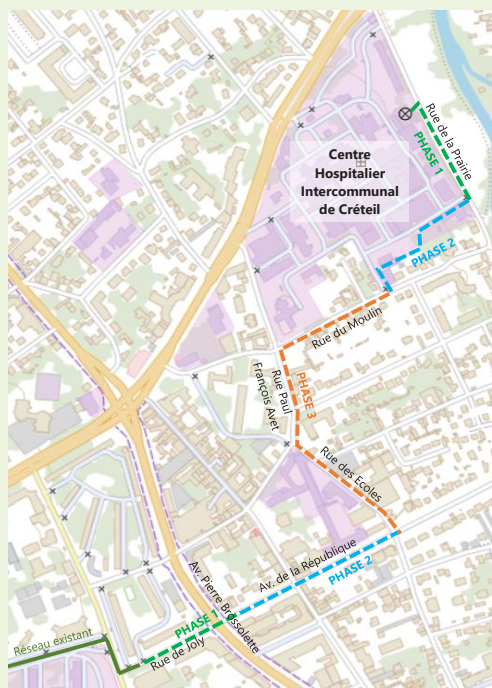 Rue de la Prairie
PHASE 1
Centre
Hospitalier
Intercommunal
de Créteil
PHASE 2
Rue du Moulin
PHASE 3
Rue Paul
François Avet
Rue des Ecoles
Av. de la République
PHASE 2
Av. Pierre Brossolette
PHASE 1
Rue de Joly
Réseau existant